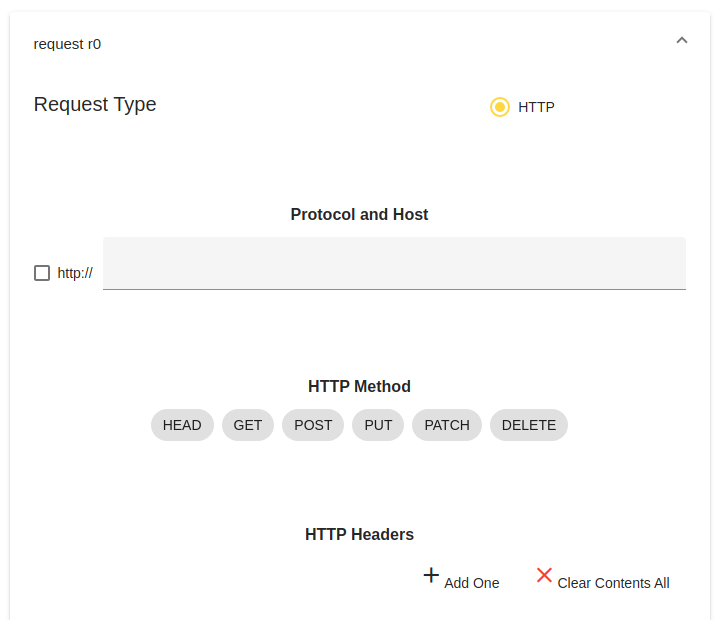 request r0
Request Type
HTTP
Protocol and Host
http://
HTTP Method
HEAD GET POST PUT PATCH DELETE
HTTP Headers
Add One Clear Contents All